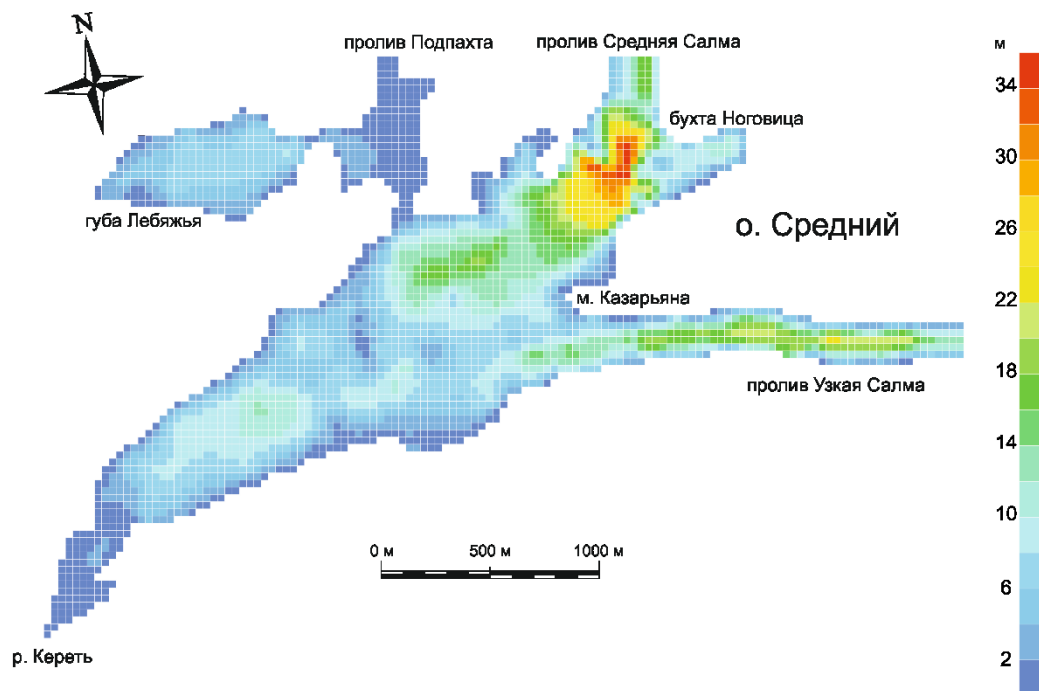 N
пролив Подпахта
пролив Средняя Салма
м
34
бухта Ноговица
30
губа Лебяжья
о. Средний
26
м. Казарьяна
22
пролив Узкая Салма
18
14
10
0 м 500 м 1000 м
6
р. Кереть
2